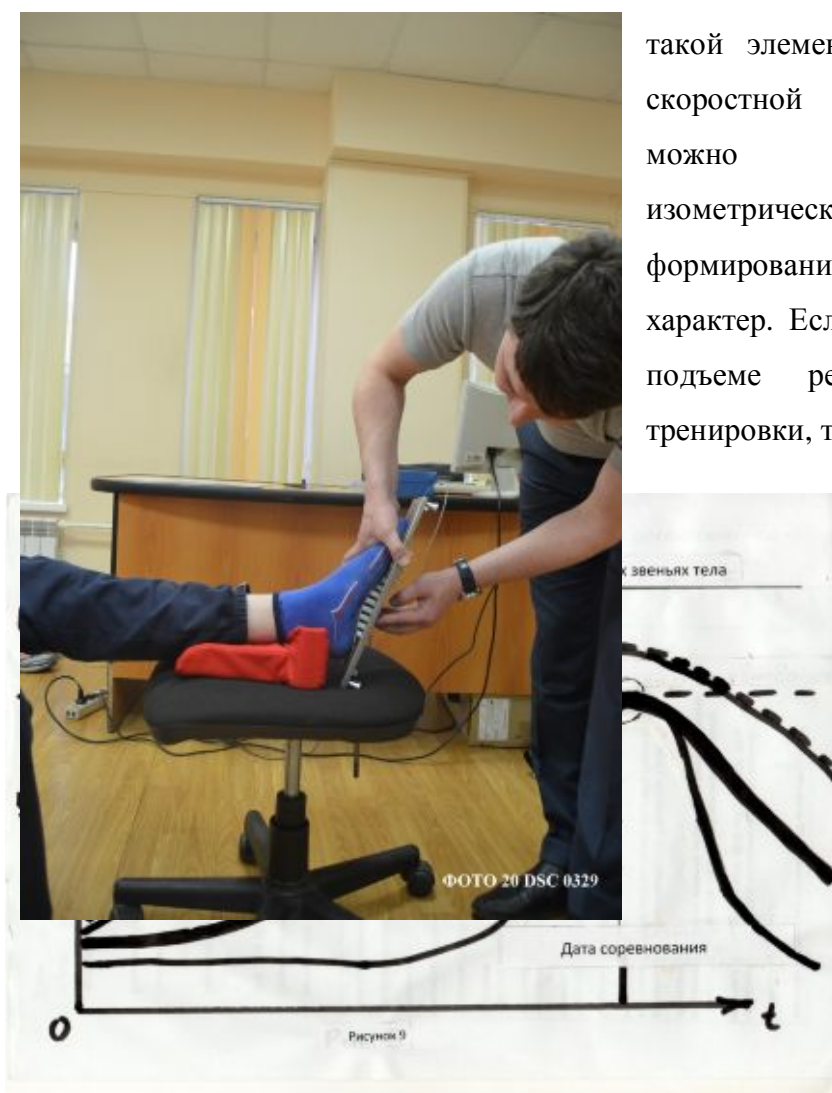 такой элемен
скоростной
можно
изометрическ
формировани
характер. Есл
подъеме ре
тренировки, т
х звеньях тела
ФОТО 20 DSC 0329
Дата соревнования
0
t
Рисунок 9